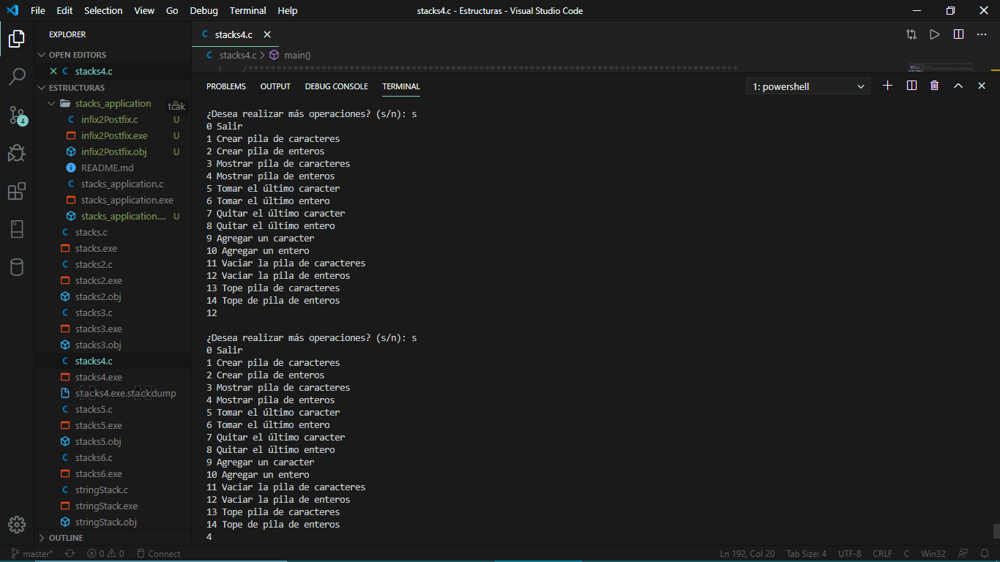 File Edit Selection View Go Debug Terminal Help stacks4.c - Estructuras - Visual Studio Code
EXPLORER
OPEN EDITORS
stacks4.c
ESTRUCTURAS
stacks_application
tcak
infix2Postfix.c U
infix2Postfix.exe U
infix2Postfix.obj U
README.md
stacks_application.c
stacks_application.exe
stacks_application.... U
stacks.c
stacks.exe
stacks2.c
stacks2.exe
stacks2.obj
stacks3.c
stacks3.exe
stacks3.obj
stacks4.c
stacks4.exe
stacks4.exe.stackdump
stacks5.c
stacks5.exe
stacks5.obj
stacks6.c
stacks6.exe
stringStack.c
stringStack.exe
stringStack.obj
OUTLINE
4
C stacks4.c
C stacks4.c > main()
1
PROBLEMS OUTPUT DEBUG CONSOLE TERMINAL 1: powershell
¿Desea realizar más operaciones? (s/n): s
0 Salir
1 Crear pila de caracteres
2 Crear pila de enteros
3 Mostrar pila de caracteres
4 Mostrar pila de enteros
5 Tomar el último caracter
6 Tomar el último entero
7 Quitar el último caracter
8 Quitar el último entero
9 Agregar un caracter
10 Agregar un entero
11 Vaciar la pila de caracteres
12 Vaciar la pila de enteros
13 Tope pila de caracteres
14 Tope de pila de enteros
12
¿Desea realizar más operaciones? (s/n): s
0 Salir
1 Crear pila de caracteres
2 Crear pila de enteros
3 Mostrar pila de caracteres
4 Mostrar pila de enteros
5 Tomar el último caracter
6 Tomar el último entero
7 Quitar el último caracter
8 Quitar el último entero
9 Agregar un caracter
10 Agregar un entero
11 Vaciar la pila de caracteres
12 Vaciar la pila de enteros
13 Tope pila de caracteres
14 Tope de pila de enteros
4
master* 0 0 Connect Ln 192, Col 20 Tab Size: 4 UTF-8 CRLF C Win32